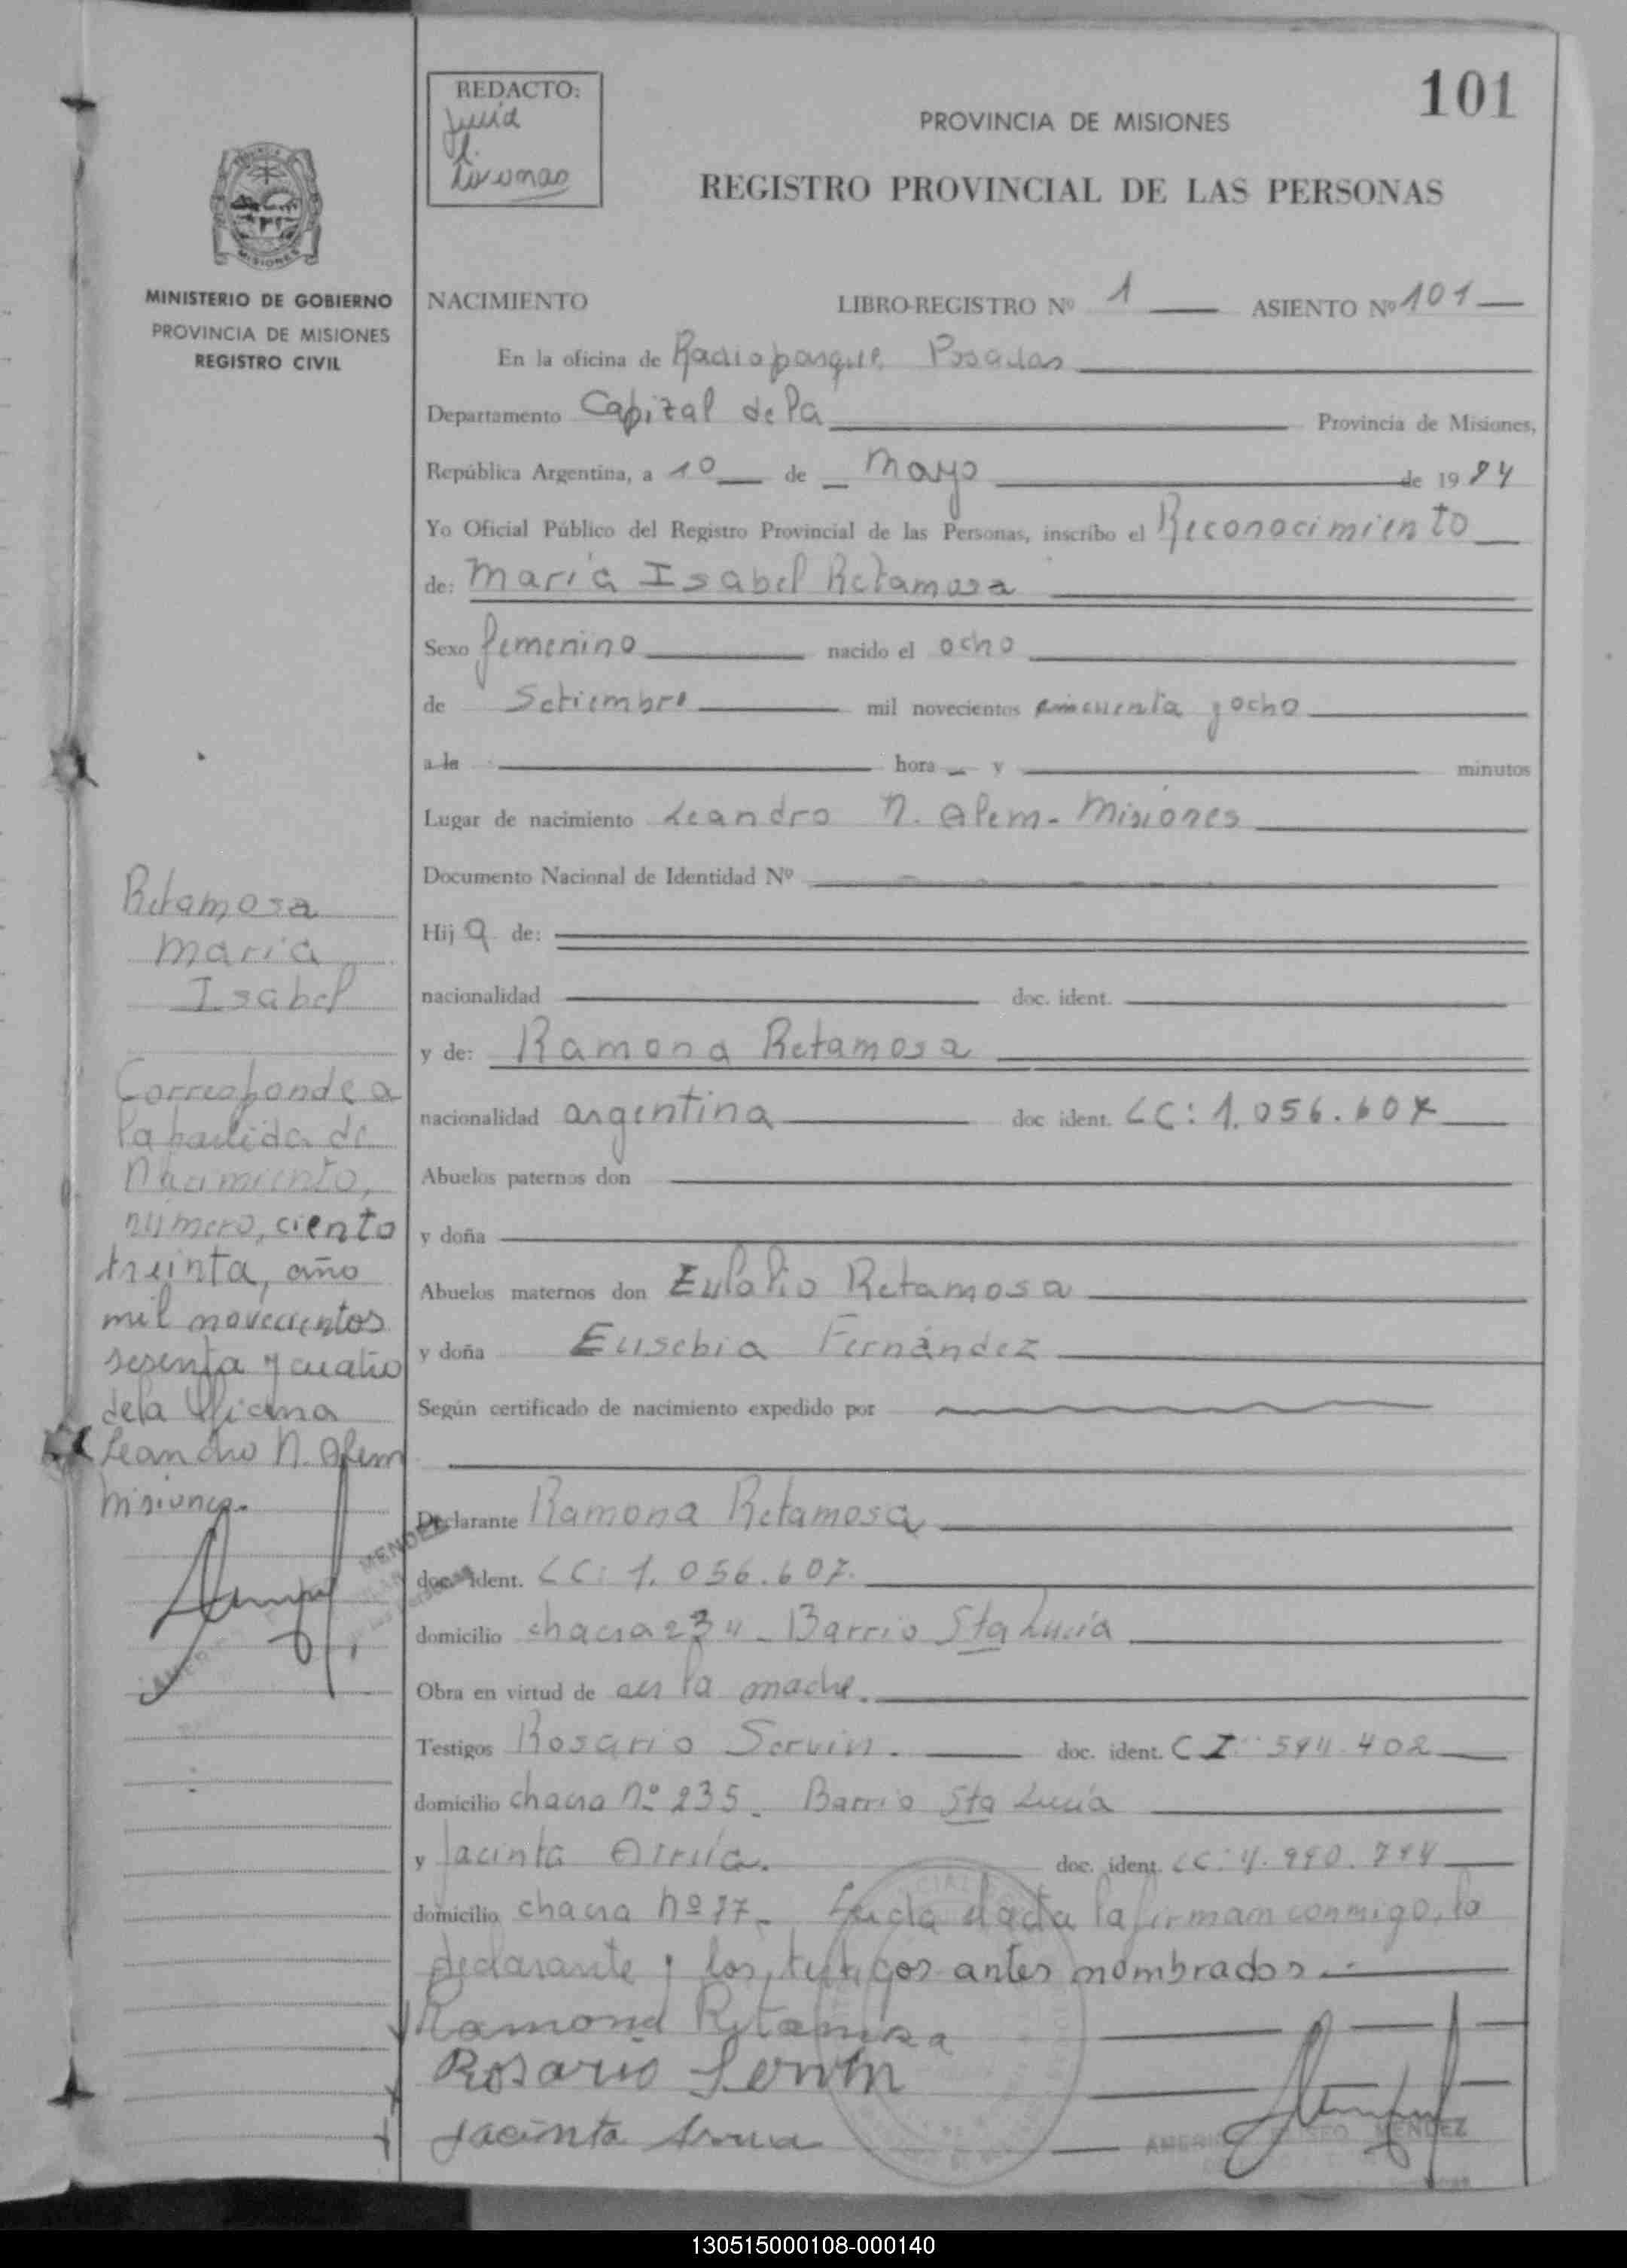 101
REDACTO:
PROVINCIA DE MISIONES
REGISTRO PROVINCIAL DE LAS PERSONAS
MISIONES
MINISTERIO DE GOBIERNO
PROVINCIA DE MISIONES
REGISTRO CIVIL
NACIMIENTO LIBRO-REGISTRO Nº 1 ASIENTO Nº 101
En la oficina de Radioparque Posadas
Departamento Capital de la Provincia de Misiones,
República Argentina, a 10 de Mayo de 1984
Yo Oficial Público del Registro Provincial de las Personas, inscribo el Reconocimiento
de: María Isabel Retamosa
Sexo femenino nacido el ocho
de Setiembre mil novecientos cincuenta y ocho
a la hora y minutos
Lugar de nacimiento Leandro N. Alem - Misiones
Documento Nacional de Identidad Nº
Hija de:
nacionalidad doc. ident.
y de: Ramona Retamosa
nacionalidad argentina doc ident. LC: 1.056.607
Abuelos paternos don
y doña
Abuelos maternos don Eulalio Retamosa
y doña Eusebia Fernández
Según certificado de nacimiento expedido por
Declarante Ramona Retamosa
doc. ident. LC: 1.056.607.
domicilio chacra 234 - Barrio Sta Lucía
Obra en virtud de ser la madre.
Testigos Rosario Servin. doc. ident. C I: 544.402
domicilio chacra nº 235. Barrio Sta Lucía
y Jacinta Arrúa. doc. ident. LC: 4.
domicilio chacra nº 77. Leida el acta la firman conmigo, la
declarante y los testigos antes nombrados.
Ramona Retamosa
Rosario Servin
Jacinta Arrua
MENDEZ
Retamosa
María
Isabel
Corresponde a
la partida de
Nacimiento,
número, ciento
treinta, año
mil novecientos
sesenta y cuatro
de la Oficina
Leandro N. Alem
Misiones.
MENDEZ
130515000108-000140